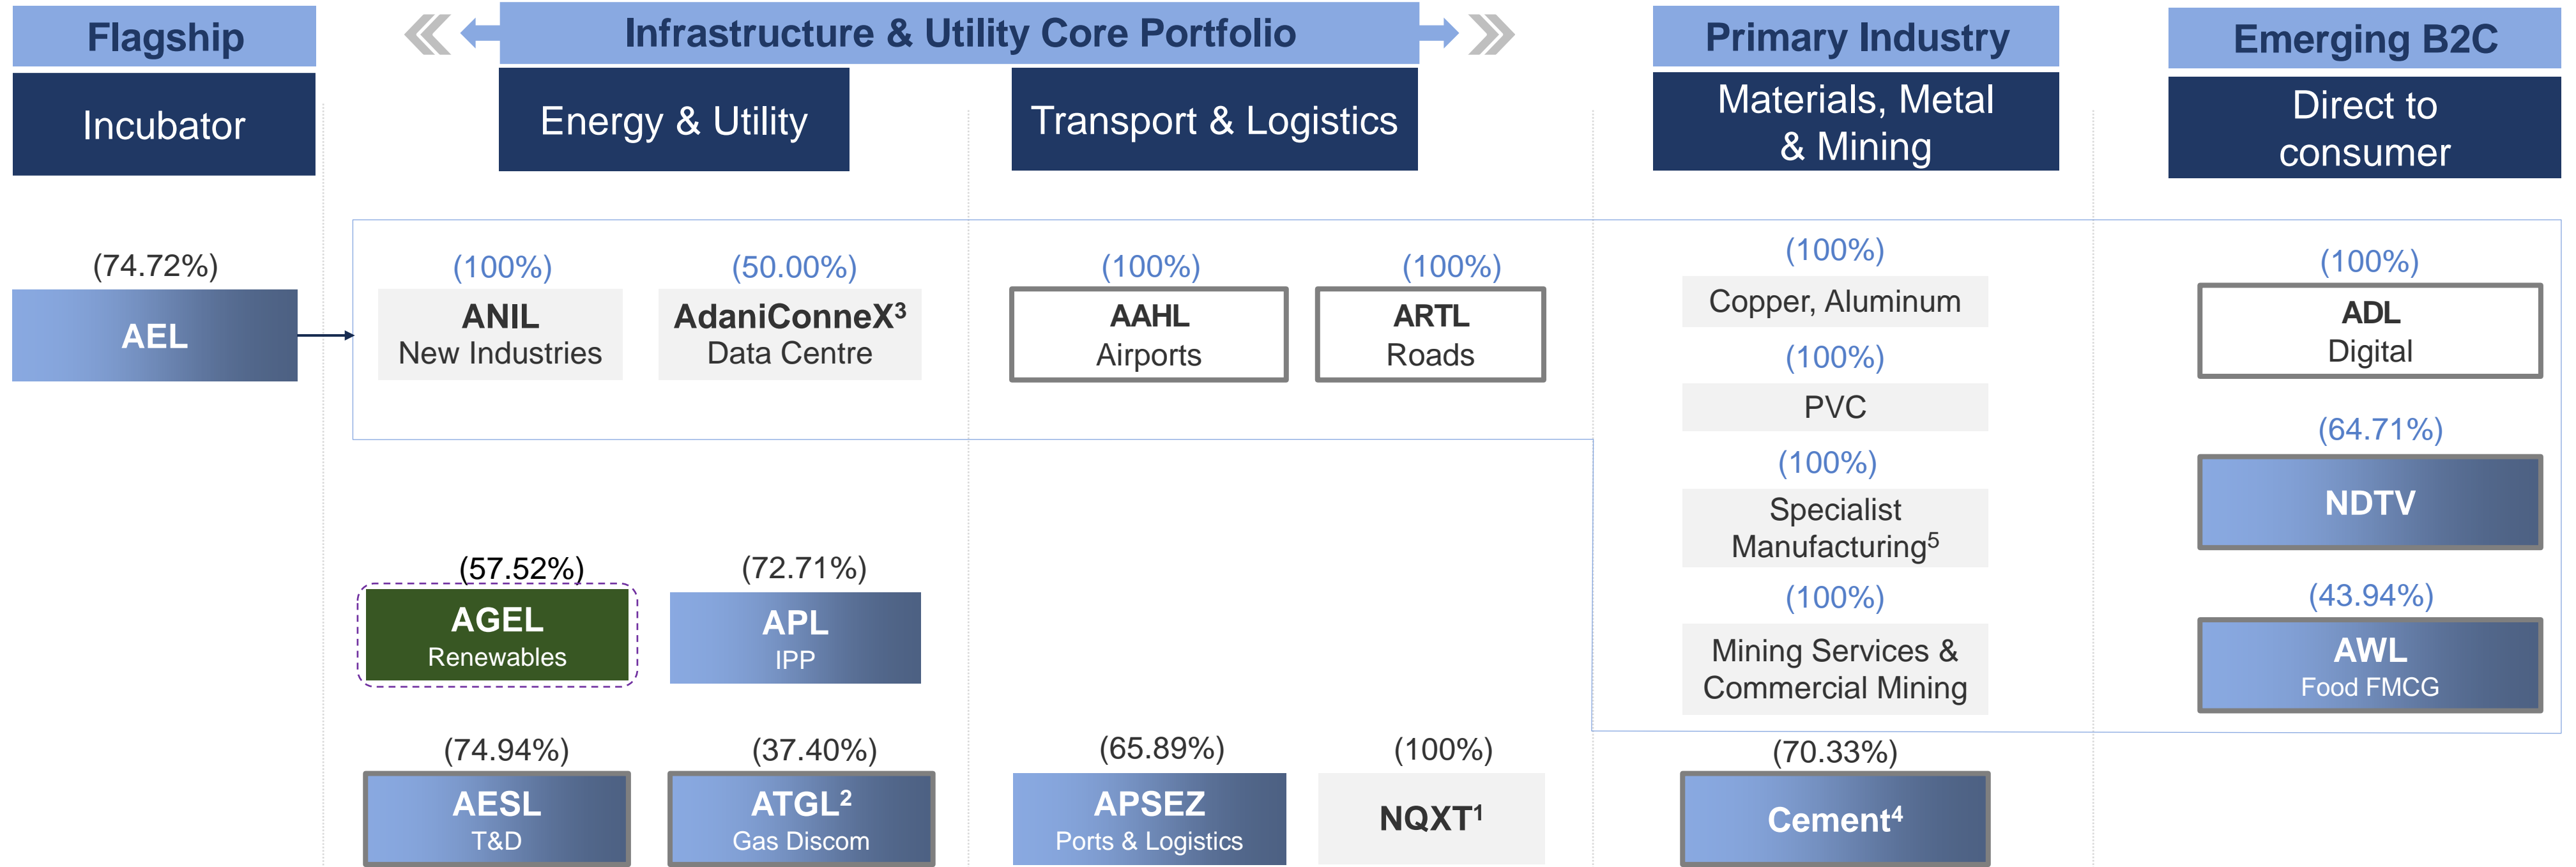 Flagship
Infrastructure & Utility Core Portfolio
Primary Industry
Emerging B2C
Incubator
Energy & Utility
Transport & Logistics
Materials, Metal
& Mining
Direct to
consumer
(74.72%)
AEL
(100%)
ANIL
New Industries
(50.00%)
AdaniConneX³
Data Centre
(100%)
AAHL
Airports
(100%)
ARTL
Roads
(100%)
Copper, Aluminum
(100%)
PVC
(100%)
Specialist
Manufacturing⁵
(100%)
Mining Services &
Commercial Mining
(100%)
ADL
Digital
(64.71%)
NDTV
(43.94%)
AWL
Food FMCG
(57.52%)
AGEL
Renewables
(72.71%)
APL
IPP
(74.94%)
AESL
T&D
(37.40%)
ATGL²
Gas Discom
(65.89%)
APSEZ
Ports & Logistics
(100%)
NQXT¹
(70.33%)
Cement⁴